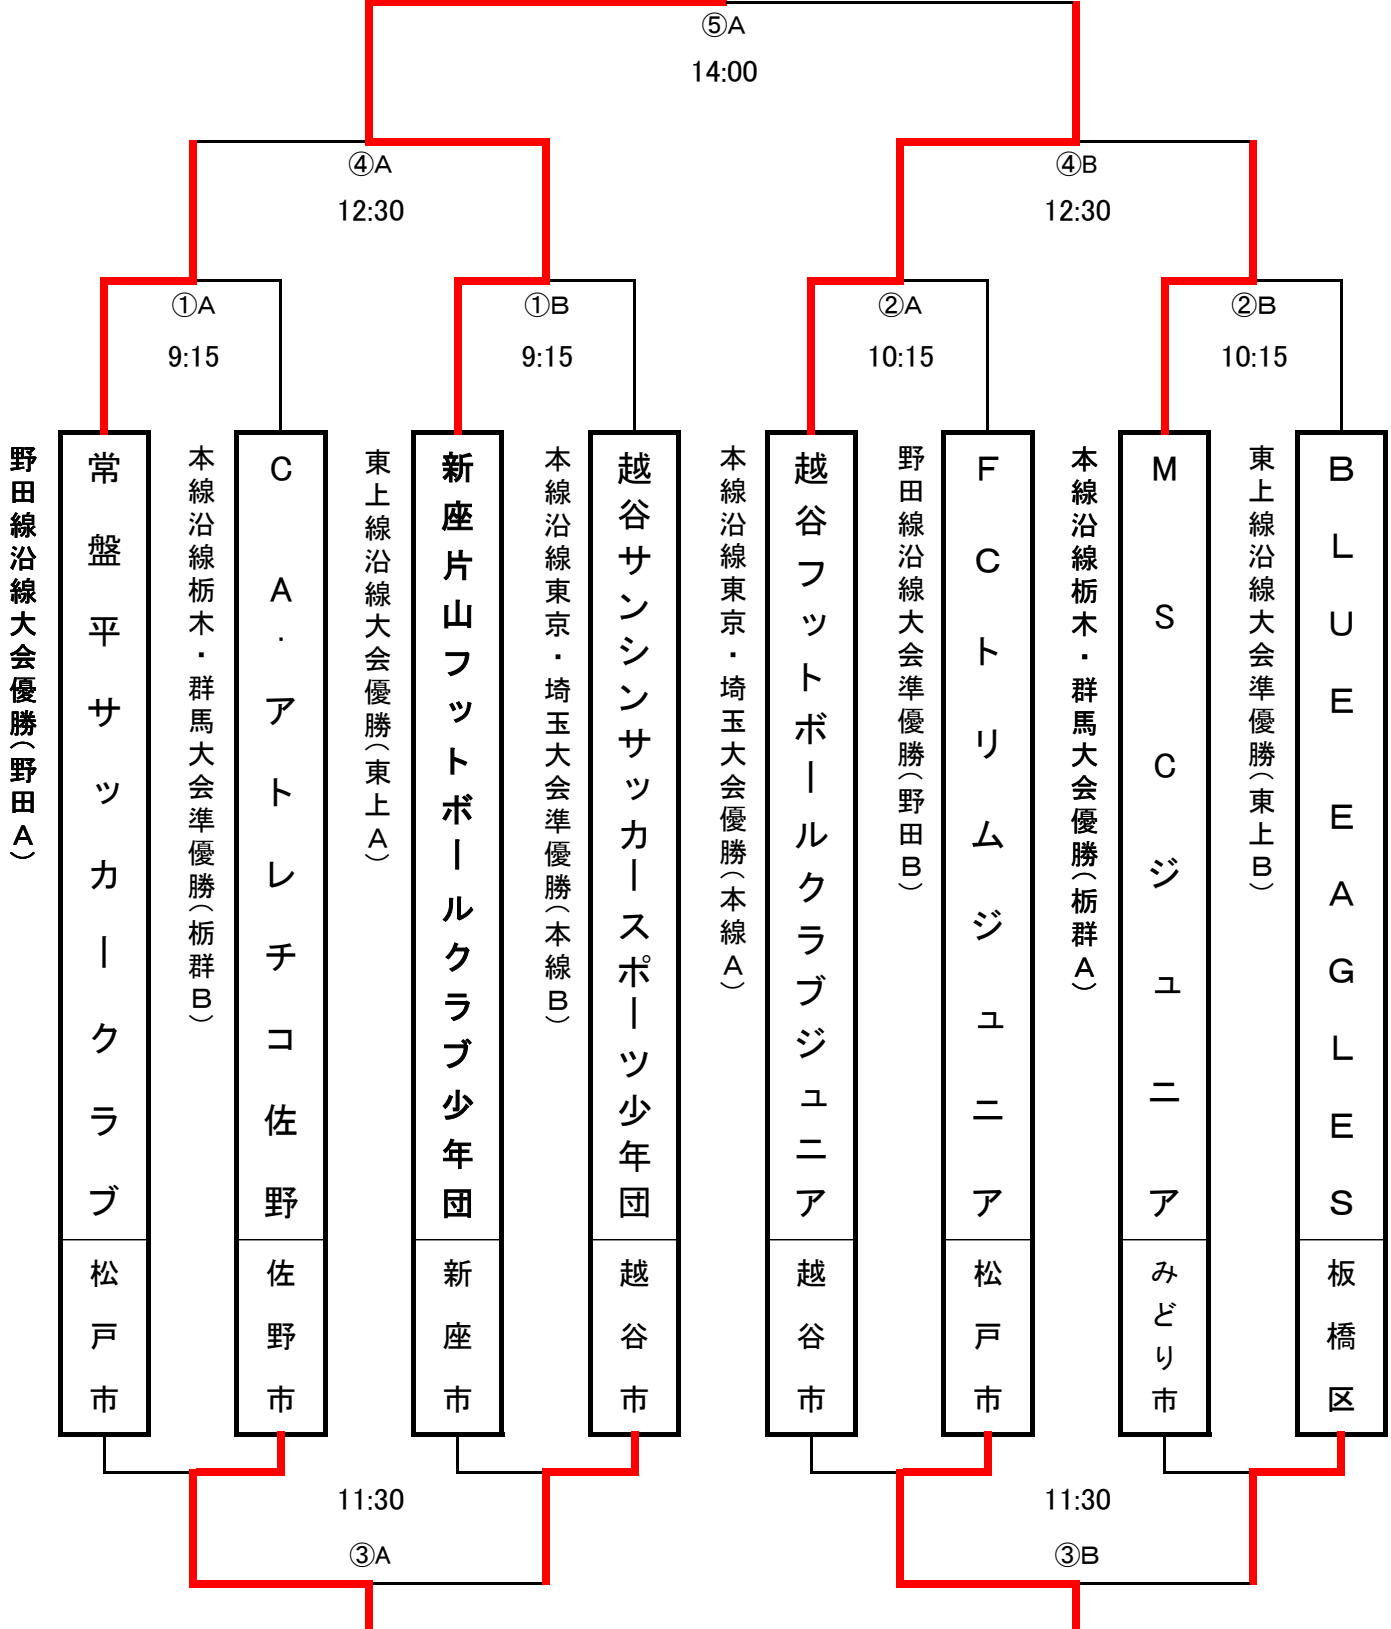 ⑤A
14:00
④A
12:30
④B
12:30
①A
9:15
①B
9:15
②A
10:15
②B
10:15
野田線沿線大会優勝(野田A)
常盤平サッカークラブ
松戸市
本線沿線栃木・群馬大会準優勝(栃群B)
CA.アトレチコ佐野
佐野市
東上線沿線大会優勝(東上A)
新座片山フットボールクラブ少年団
新座市
本線沿線東京・埼玉大会準優勝(本線B)
越谷サンシンサッカースポーツ少年団
越谷市
本線沿線東京・埼玉大会優勝(本線A)
越谷フットボールクラブジュニア
越谷市
野田線沿線大会準優勝(野田B)
FCトリムジュニア
松戸市
本線沿線栃木・群馬大会優勝(栃群A)
MSCジュニア
みどり市
東上線沿線大会準優勝(東上B)
BLUE EAGLES
板橋区
11:30
③A
11:30
③B